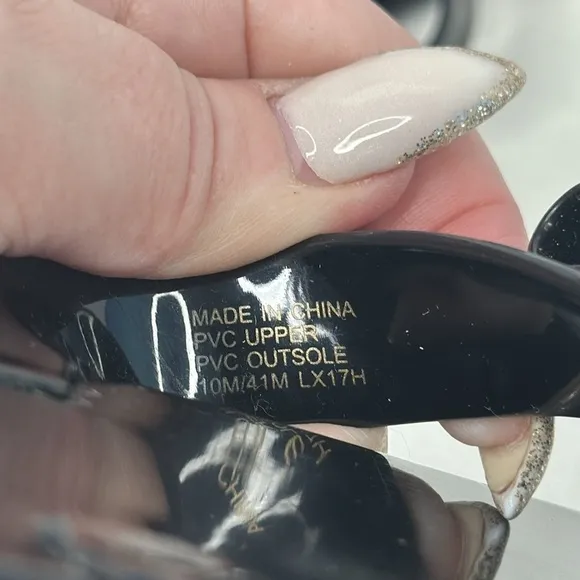 MADE IN CHINA
PVC UPPER
PVC OUTSOLE
10M/41M LX17H